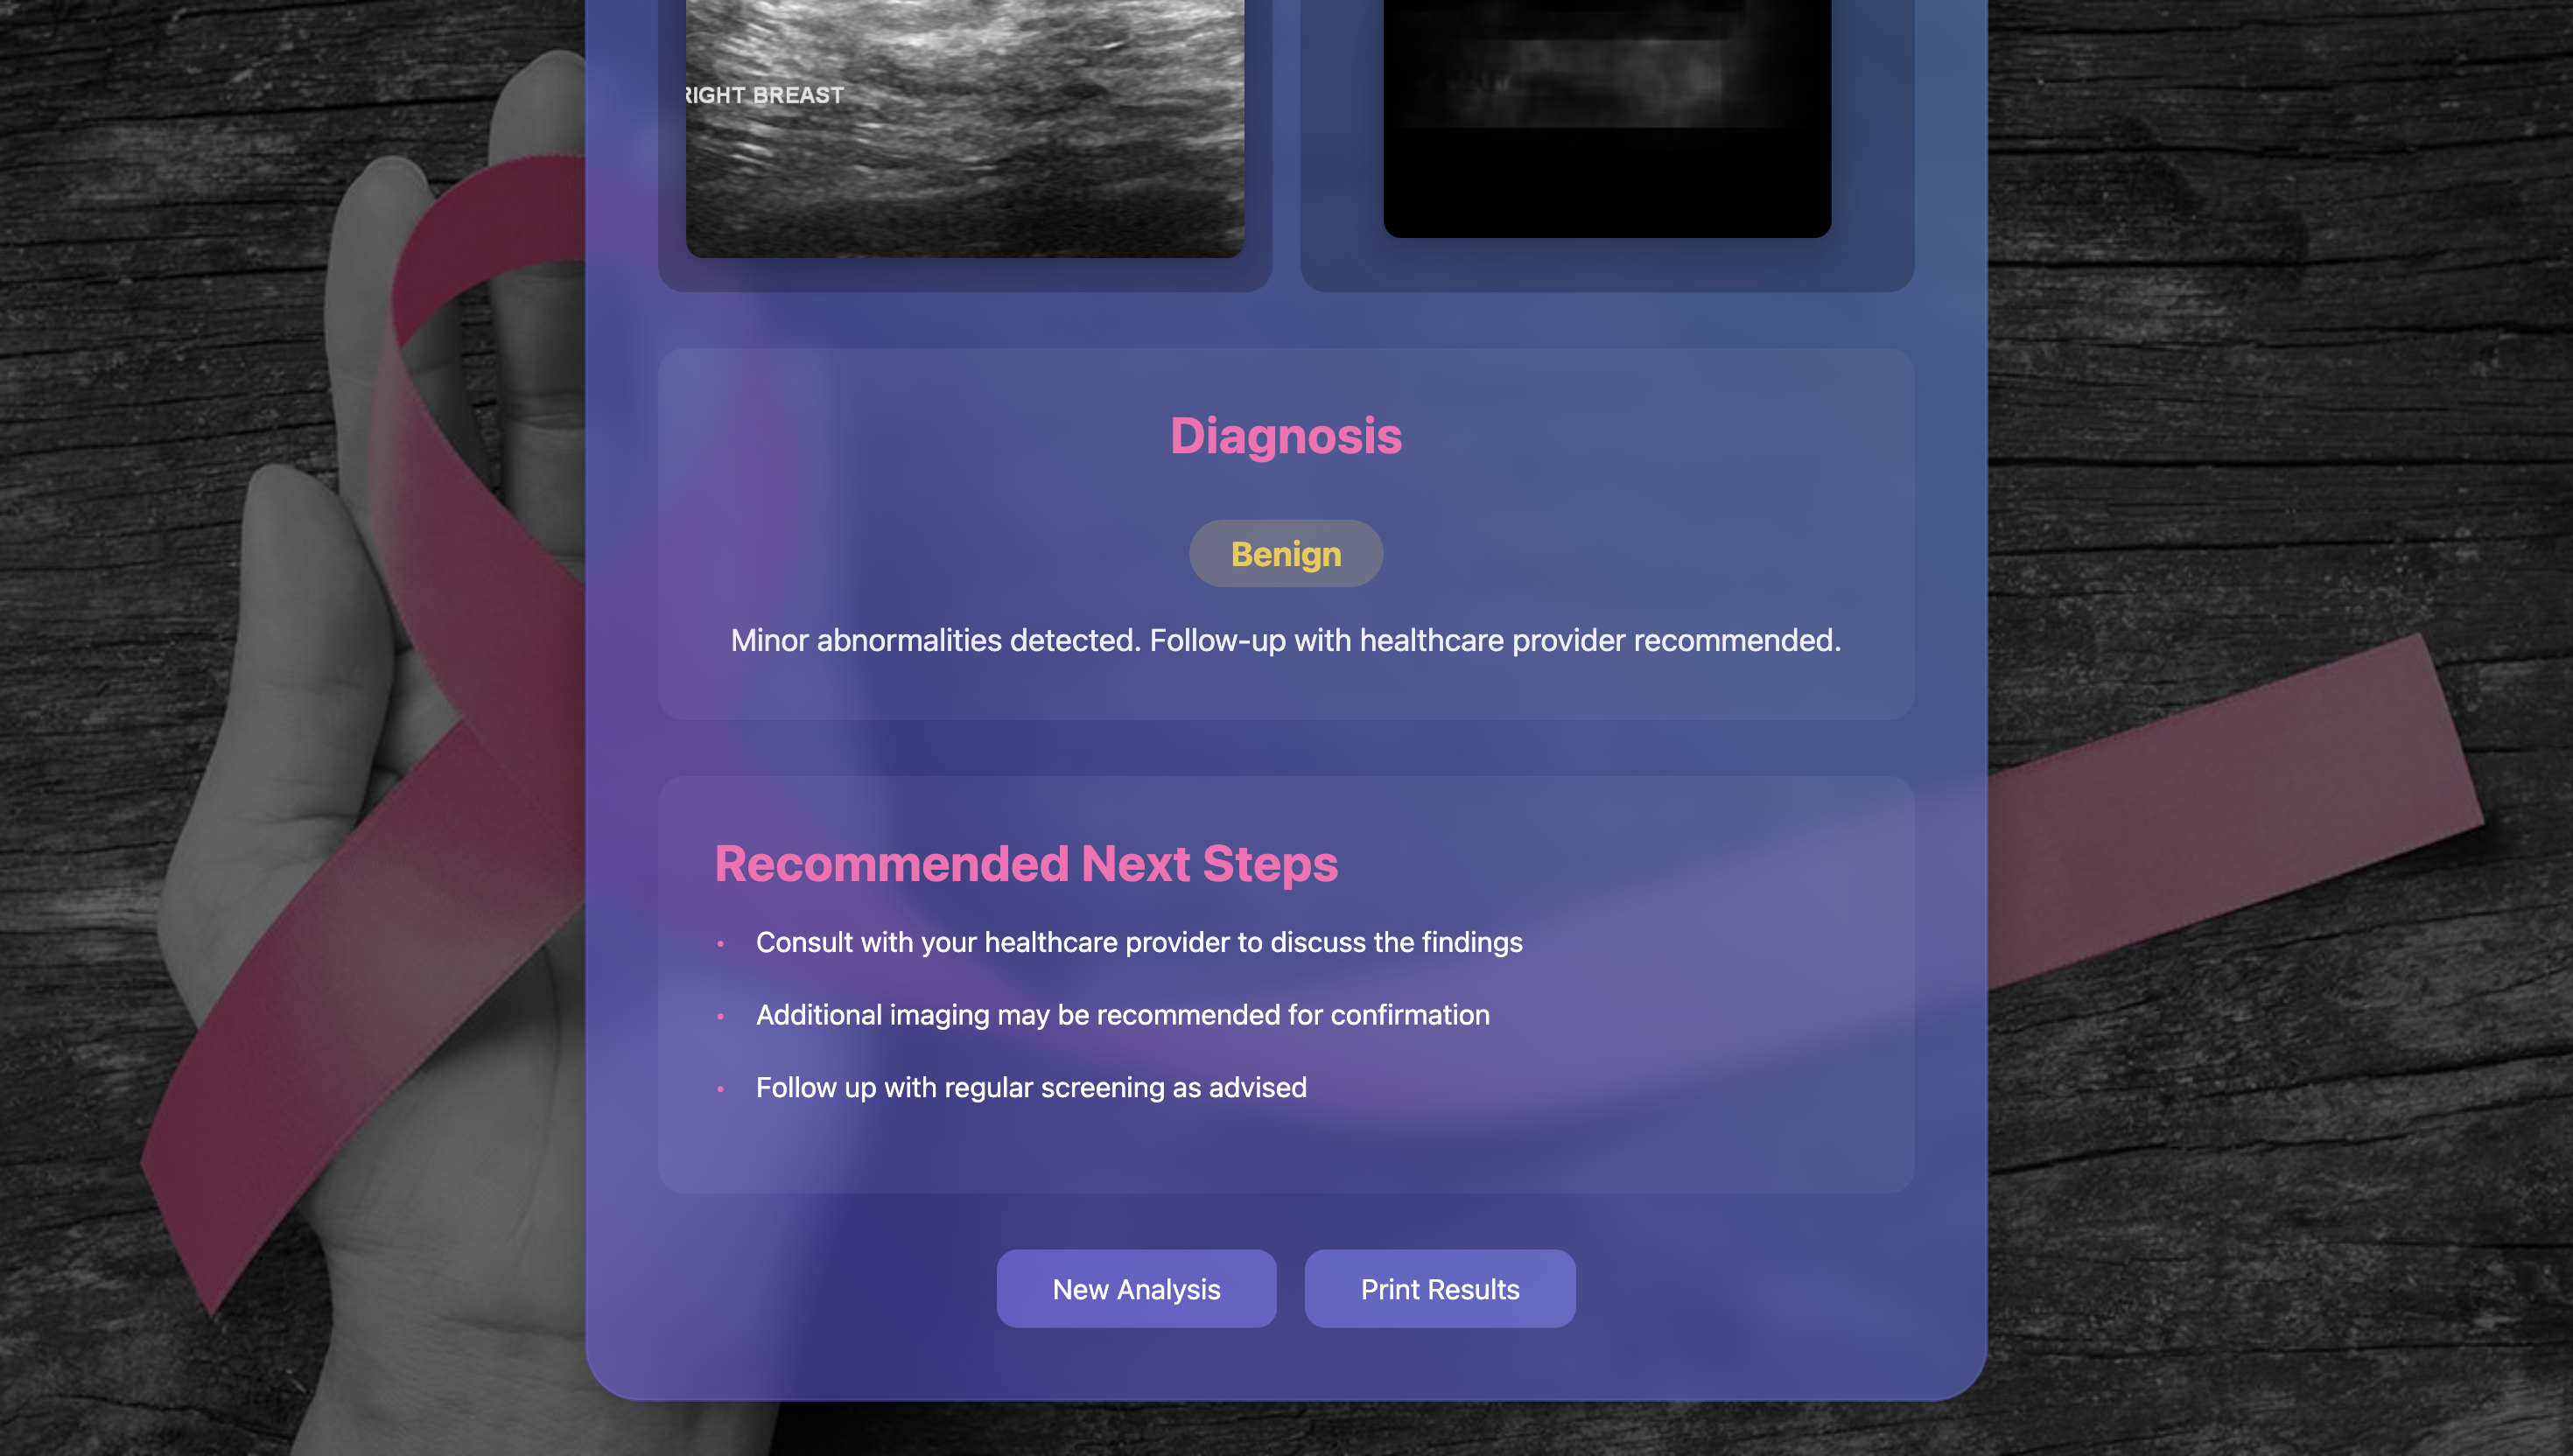 RIGHT BREAST
Diagnosis
Benign
Minor abnormalities detected. Follow-up with healthcare provider recommended.
Recommended Next Steps
• Consult with your healthcare provider to discuss the findings
• Additional imaging may be recommended for confirmation
• Follow up with regular screening as advised
New Analysis
Print Results